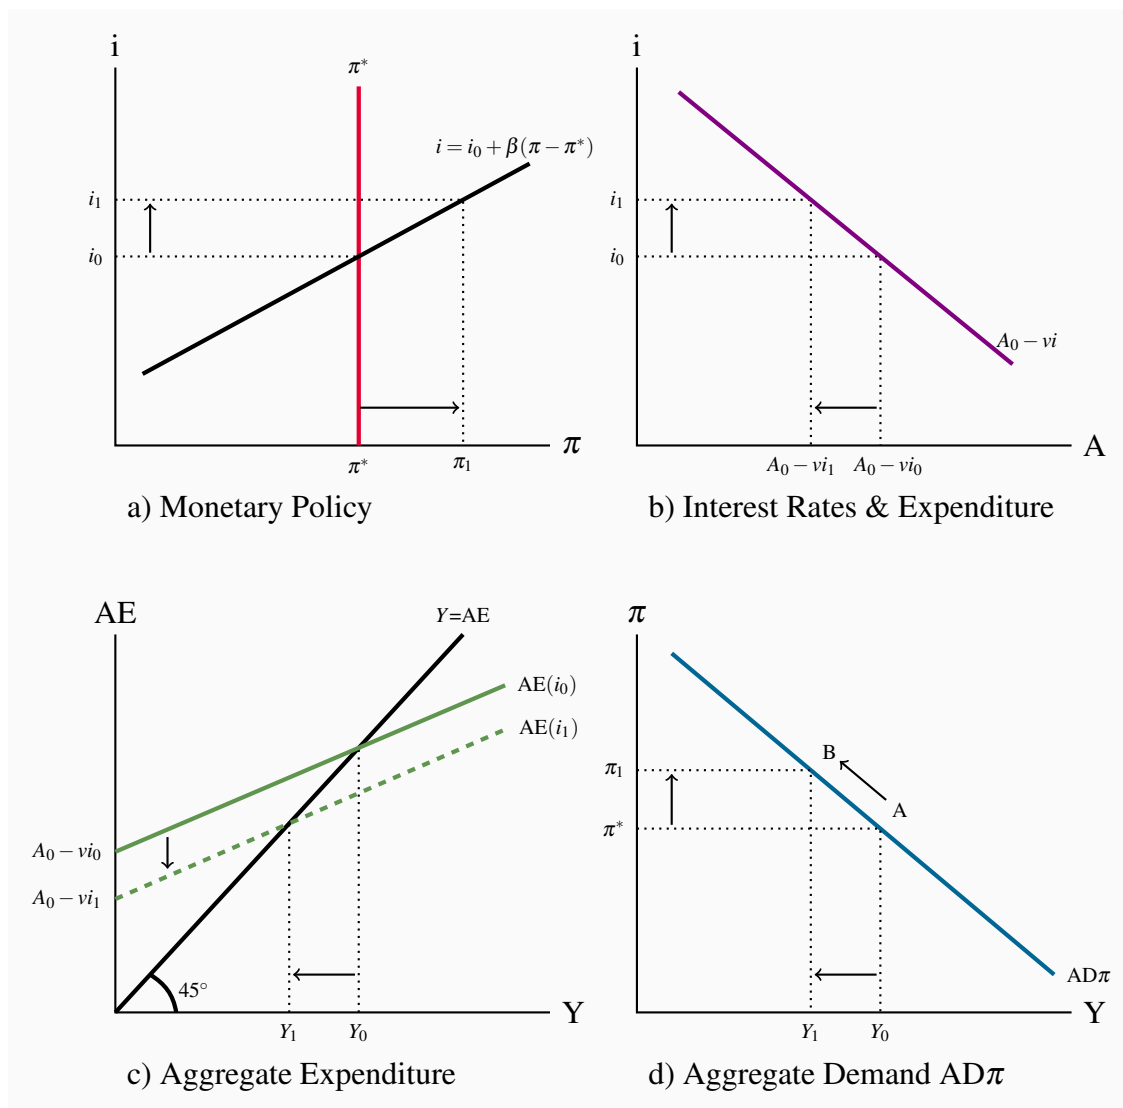 i
π*
i = i₀ + β(π − π*)
i₁
i₀
π
π*
π₁
a) Monetary Policy
i
i₁
i₀
A₀ − vi
A
A₀ − vi₁
A₀ − vi₀
b) Interest Rates & Expenditure
AE
Y=AE
AE(i₀)
AE(i₁)
A₀ − vi₀
A₀ − vi₁
45°
Y
Y₁
Y₀
c) Aggregate Expenditure
π
B
π₁
A
π*
ADπ
Y
Y₁
Y₀
d) Aggregate Demand ADπ